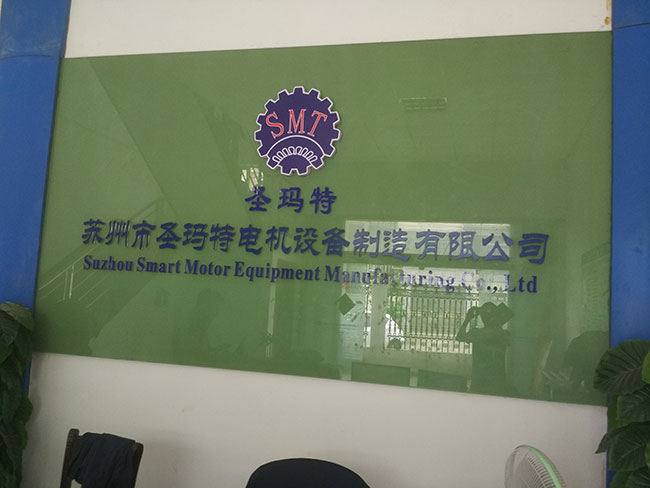 SMT
圣玛特
苏州市圣玛特电机设备制造有限公司
Suzhou Smart Motor Equipment Manufacturing Co., Ltd